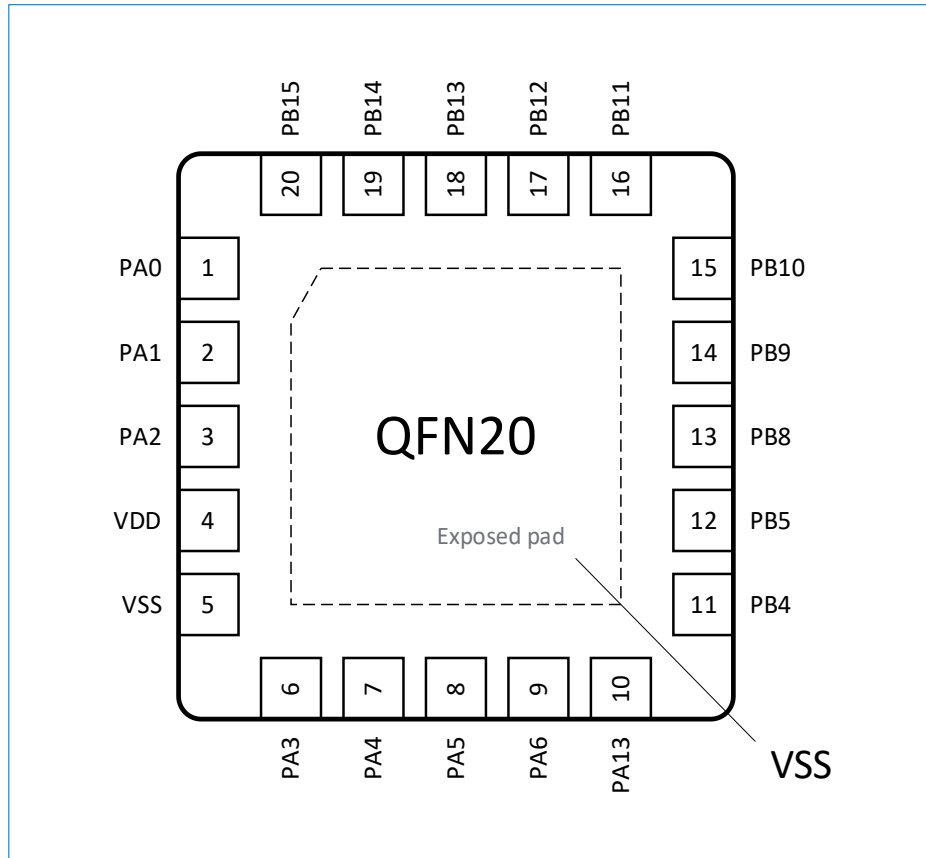 PB15 PB14 PB13 PB12 PB11
20 19 18 17 16
PA0 1 15 PB10
PA1 2 14 PB9
PA2 3 QFN20 13 PB8
VDD 4 12 PB5
Exposed pad
VSS 5 11 PB4
6 7 8 9 10
PA3 PA4 PA5 PA6 PA13
VSS